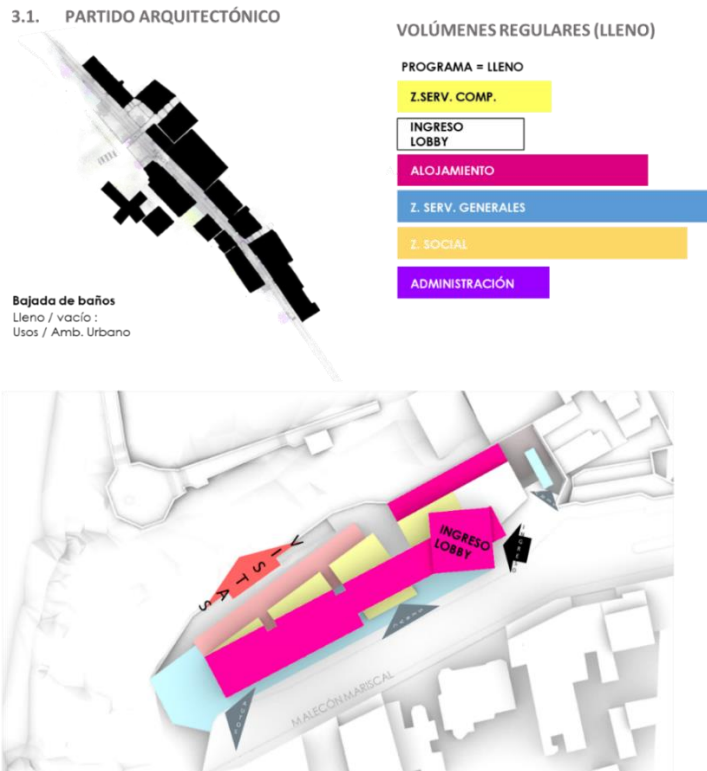 3.1. PARTIDO ARQUITECTÓNICO
VOLÚMENES REGULARES (LLENO)
PROGRAMA = LLENO
Z.SERV. COMP.
INGRESO
LOBBY
ALOJAMIENTO
Z. SERV. GENERALES
Z. SOCIAL
ADMINISTRACIÓN
Bajada de baños
Lleno / vacío :
Usos / Amb. Urbano
VISTAS
INGRESO
LOBBY
INGRESO
MALECÓN MARISCAL